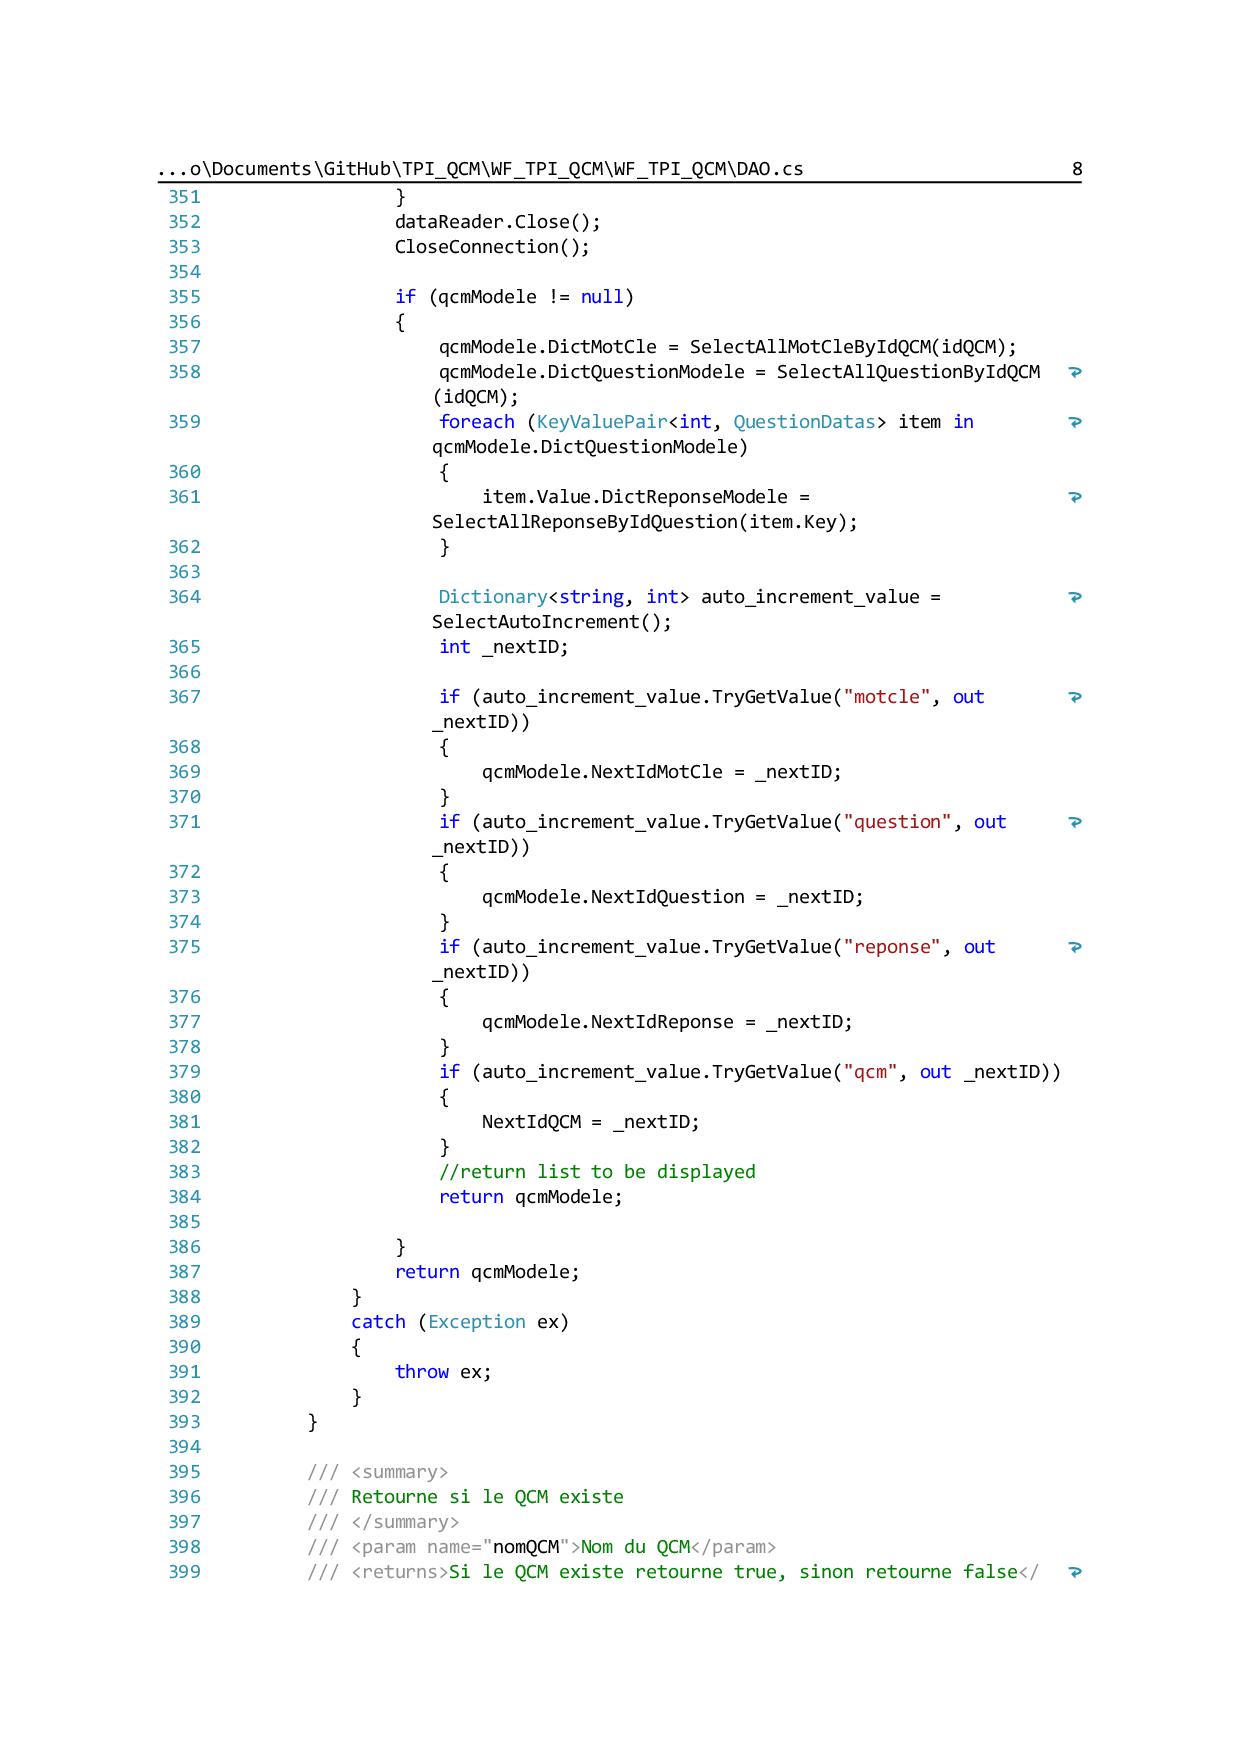 ...o\Documents\GitHub\TPI_QCM\WF_TPI_QCM\WF_TPI_QCM\DAO.cs 8
351 }
352 dataReader.Close();
353 CloseConnection();
354
355 if (qcmModele != null)
356 {
357 qcmModele.DictMotCle = SelectAllMotCleByIdQCM(idQCM);
358 qcmModele.DictQuestionModele = SelectAllQuestionByIdQCM
(idQCM);
359 foreach (KeyValuePair<int, QuestionDatas> item in
qcmModele.DictQuestionModele)
360 {
361 item.Value.DictReponseModele =
SelectAllReponseByIdQuestion(item.Key);
362 }
363
364 Dictionary<string, int> auto_increment_value =
SelectAutoIncrement();
365 int _nextID;
366
367 if (auto_increment_value.TryGetValue("motcle", out
_nextID))
368 {
369 qcmModele.NextIdMotCle = _nextID;
370 }
371 if (auto_increment_value.TryGetValue("question", out
_nextID))
372 {
373 qcmModele.NextIdQuestion = _nextID;
374 }
375 if (auto_increment_value.TryGetValue("reponse", out
_nextID))
376 {
377 qcmModele.NextIdReponse = _nextID;
378 }
379 if (auto_increment_value.TryGetValue("qcm", out _nextID))
380 {
381 NextIdQCM = _nextID;
382 }
383 //return list to be displayed
384 return qcmModele;
385
386 }
387 return qcmModele;
388 }
389 catch (Exception ex)
390 {
391 throw ex;
392 }
393 }
394
395 /// <summary>
396 /// Retourne si le QCM existe
397 /// </summary>
398 /// <param name="nomQCM">Nom du QCM</param>
399 /// <returns>Si le QCM existe retourne true, sinon retourne false</